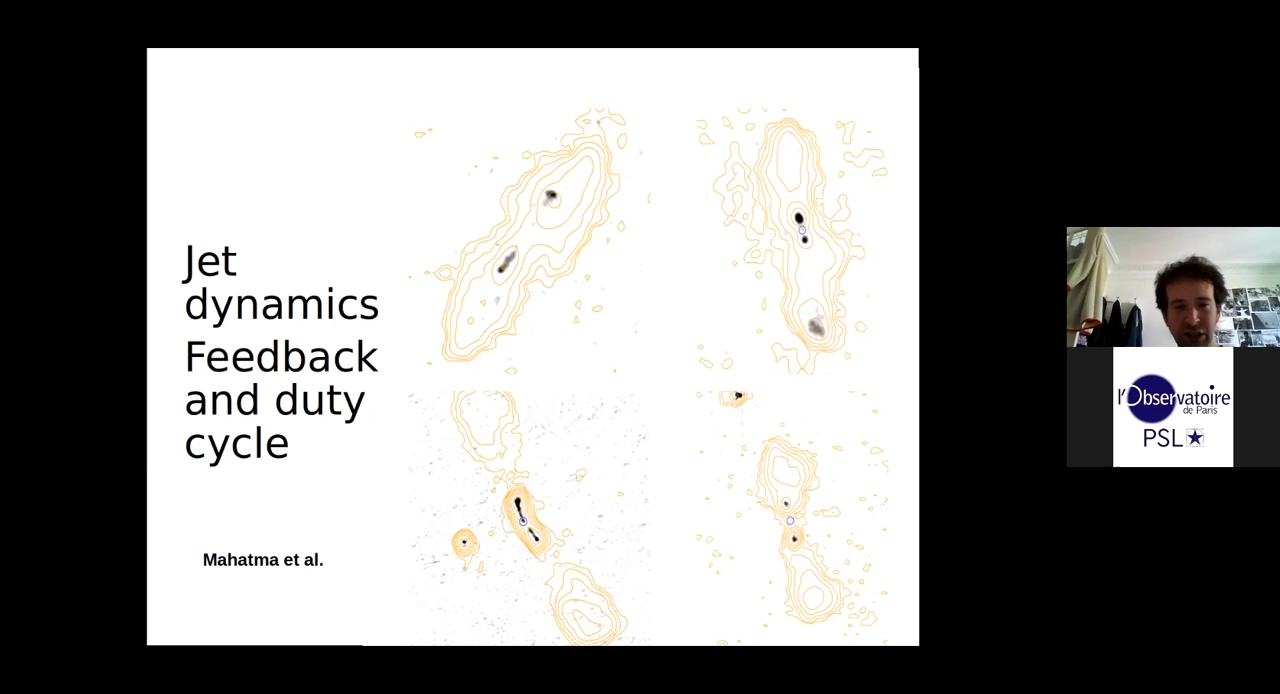 Jet
dynamics
Feedback
and duty
cycle
Mahatma et al.
l'Observatoire
de Paris
PSL